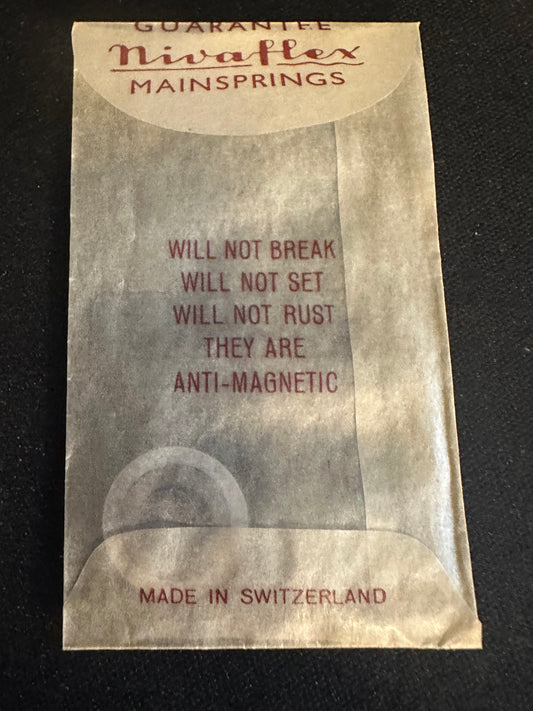 GUARANTEE
Nivaflex
MAINSPRINGS
WILL NOT BREAK
WILL NOT SET
WILL NOT RUST
THEY ARE
ANTI-MAGNETIC
MADE IN SWITZERLAND